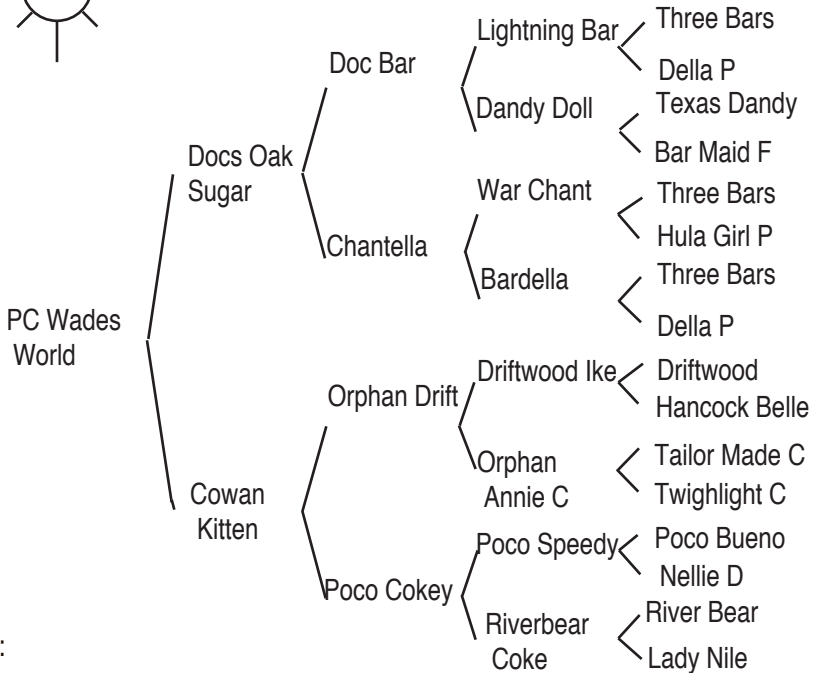 Three Bars
Lightning Bar
Doc Bar
Della P
Texas Dandy
Dandy Doll
Bar Maid F
Docs Oak
Sugar
War Chant
Three Bars
Hula Girl P
Chantella
Bardella
Three Bars
Della P
PC Wades
World
Driftwood Ike
Driftwood
Hancock Belle
Orphan Drift
Orphan
Annie C
Tailor Made C
Twighlight C
Cowan
Kitten
Poco Speedy
Poco Bueno
Nellie D
Poco Cokey
Riverbear
Coke
River Bear
Lady Nile
: